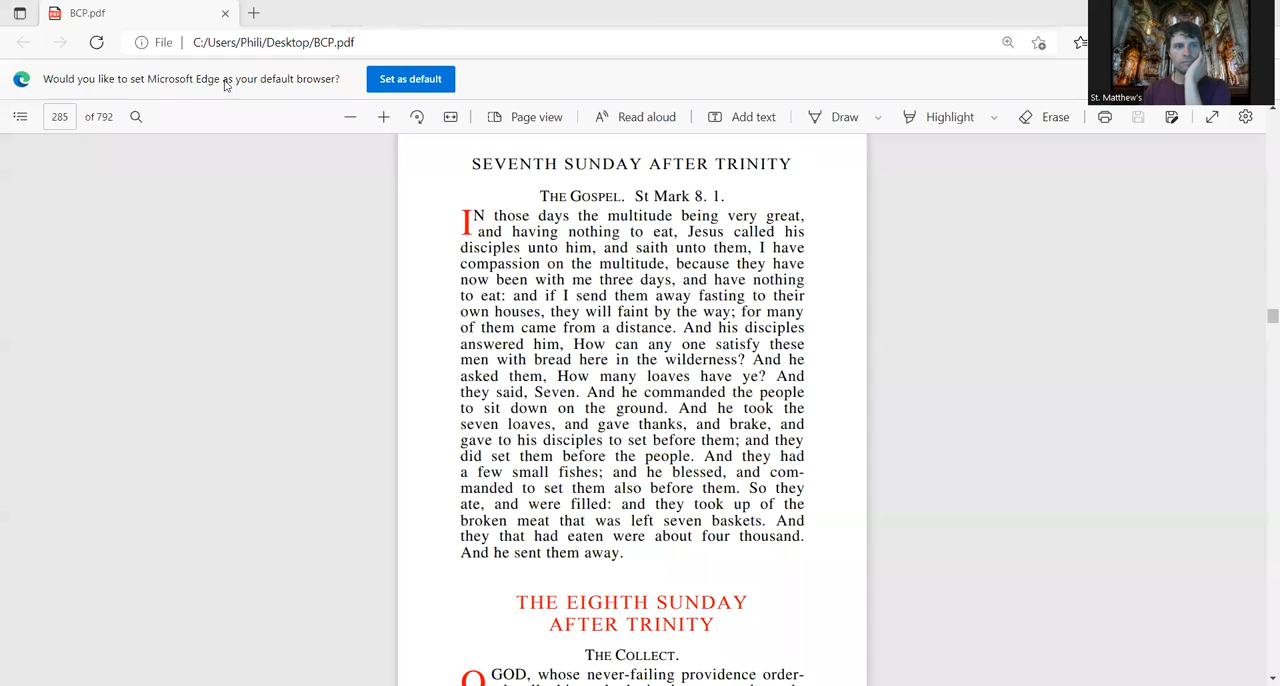 BCP.pdf
File C:/Users/Phili/Desktop/BCP.pdf
Would you like to set Microsoft Edge as your default browser? Set as default
St. Matthew's
285 of 792 Page view Read aloud Add text Draw Highlight Erase
SEVENTH SUNDAY AFTER TRINITY
THE GOSPEL. St Mark 8. 1.
IN those days the multitude being very great,
and having nothing to eat, Jesus called his
disciples unto him, and saith unto them, I have
compassion on the multitude, because they have
now been with me three days, and have nothing
to eat: and if I send them away fasting to their
own houses, they will faint by the way; for many
of them came from a distance. And his disciples
answered him, How can any one satisfy these
men with bread here in the wilderness? And he
asked them, How many loaves have ye? And
they said, Seven. And he commanded the people
to sit down on the ground. And he took the
seven loaves, and gave thanks, and brake, and
gave to his disciples to set before them; and they
did set them before the people. And they had
a few small fishes; and he blessed, and com-
manded to set them also before them. So they
ate, and were filled: and they took up of the
broken meat that was left seven baskets. And
they that had eaten were about four thousand.
And he sent them away.
THE EIGHTH SUNDAY
AFTER TRINITY
THE COLLECT.
O GOD, whose never-failing providence order-